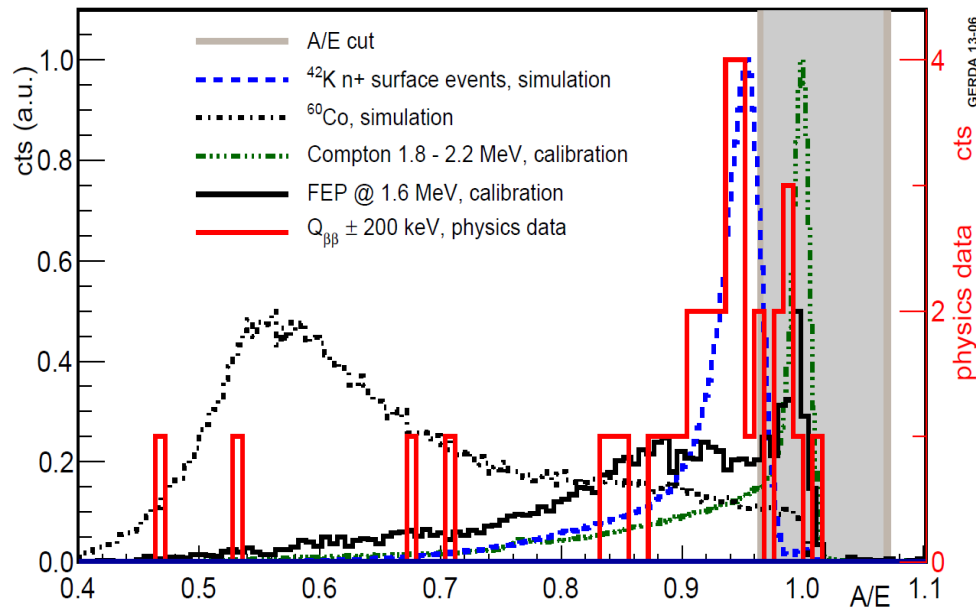 A/E cut
⁴²K n+ surface events, simulation
⁶⁰Co, simulation
Compton 1.8 - 2.2 MeV, calibration
FEP @ 1.6 MeV, calibration
Qββ ± 200 keV, physics data
cts (a.u.)
1.0
0.8
0.6
0.4
0.2
0.0
0.4
0.5
0.6
0.7
0.8
0.9
1.0
1.1
A/E
4
2
0
physics data
cts
GERDA 13-06